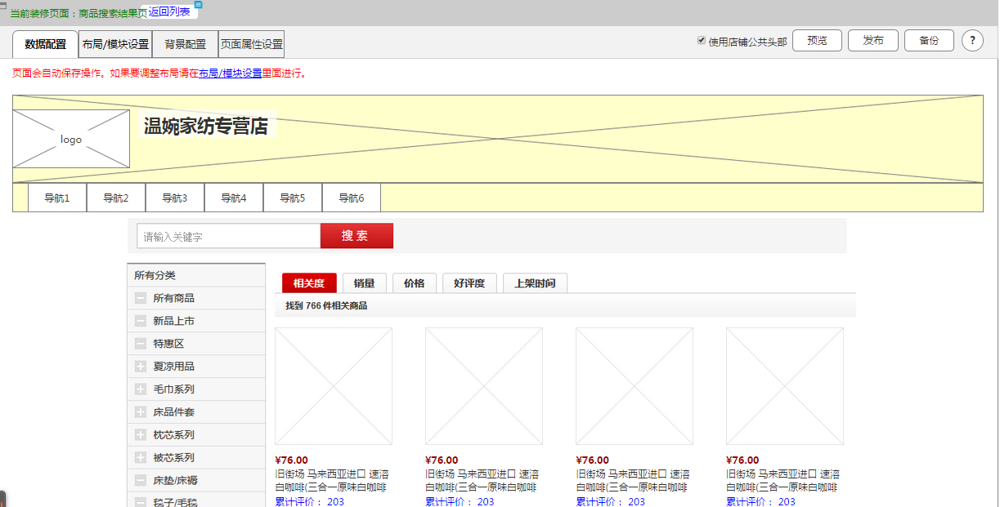 当前装修页面：商品搜索结果页 返回列表
数据配置 布局/模块设置 背景配置 页面属性设置 使用店铺公共头部 预览 发布 备份 ?
页面会自动保存操作。如果要调整布局请在布局/模块设置里面进行。
温婉家纺专营店
logo
导航1 导航2 导航3 导航4 导航5 导航6
请输入关键字 搜 索
所有分类
所有商品
新品上市
特惠区
夏凉用品
毛巾系列
床品件套
枕芯系列
被芯系列
床垫/床褥
毯子/毛毯
相关度 销量 价格 好评度 上架时间
找到 766 件相关商品
¥76.00 ¥76.00 ¥76.00 ¥76.00
旧街场 马来西亚进口 速溶 旧街场 马来西亚进口 速溶 旧街场 马来西亚进口 速溶 旧街场 马来西亚进口 速溶
白咖啡(三合一原味白咖啡 白咖啡(三合一原味白咖啡 白咖啡(三合一原味白咖啡 白咖啡(三合一原味白咖啡
累计评价： 203 累计评价： 203 累计评价： 203 累计评价： 203